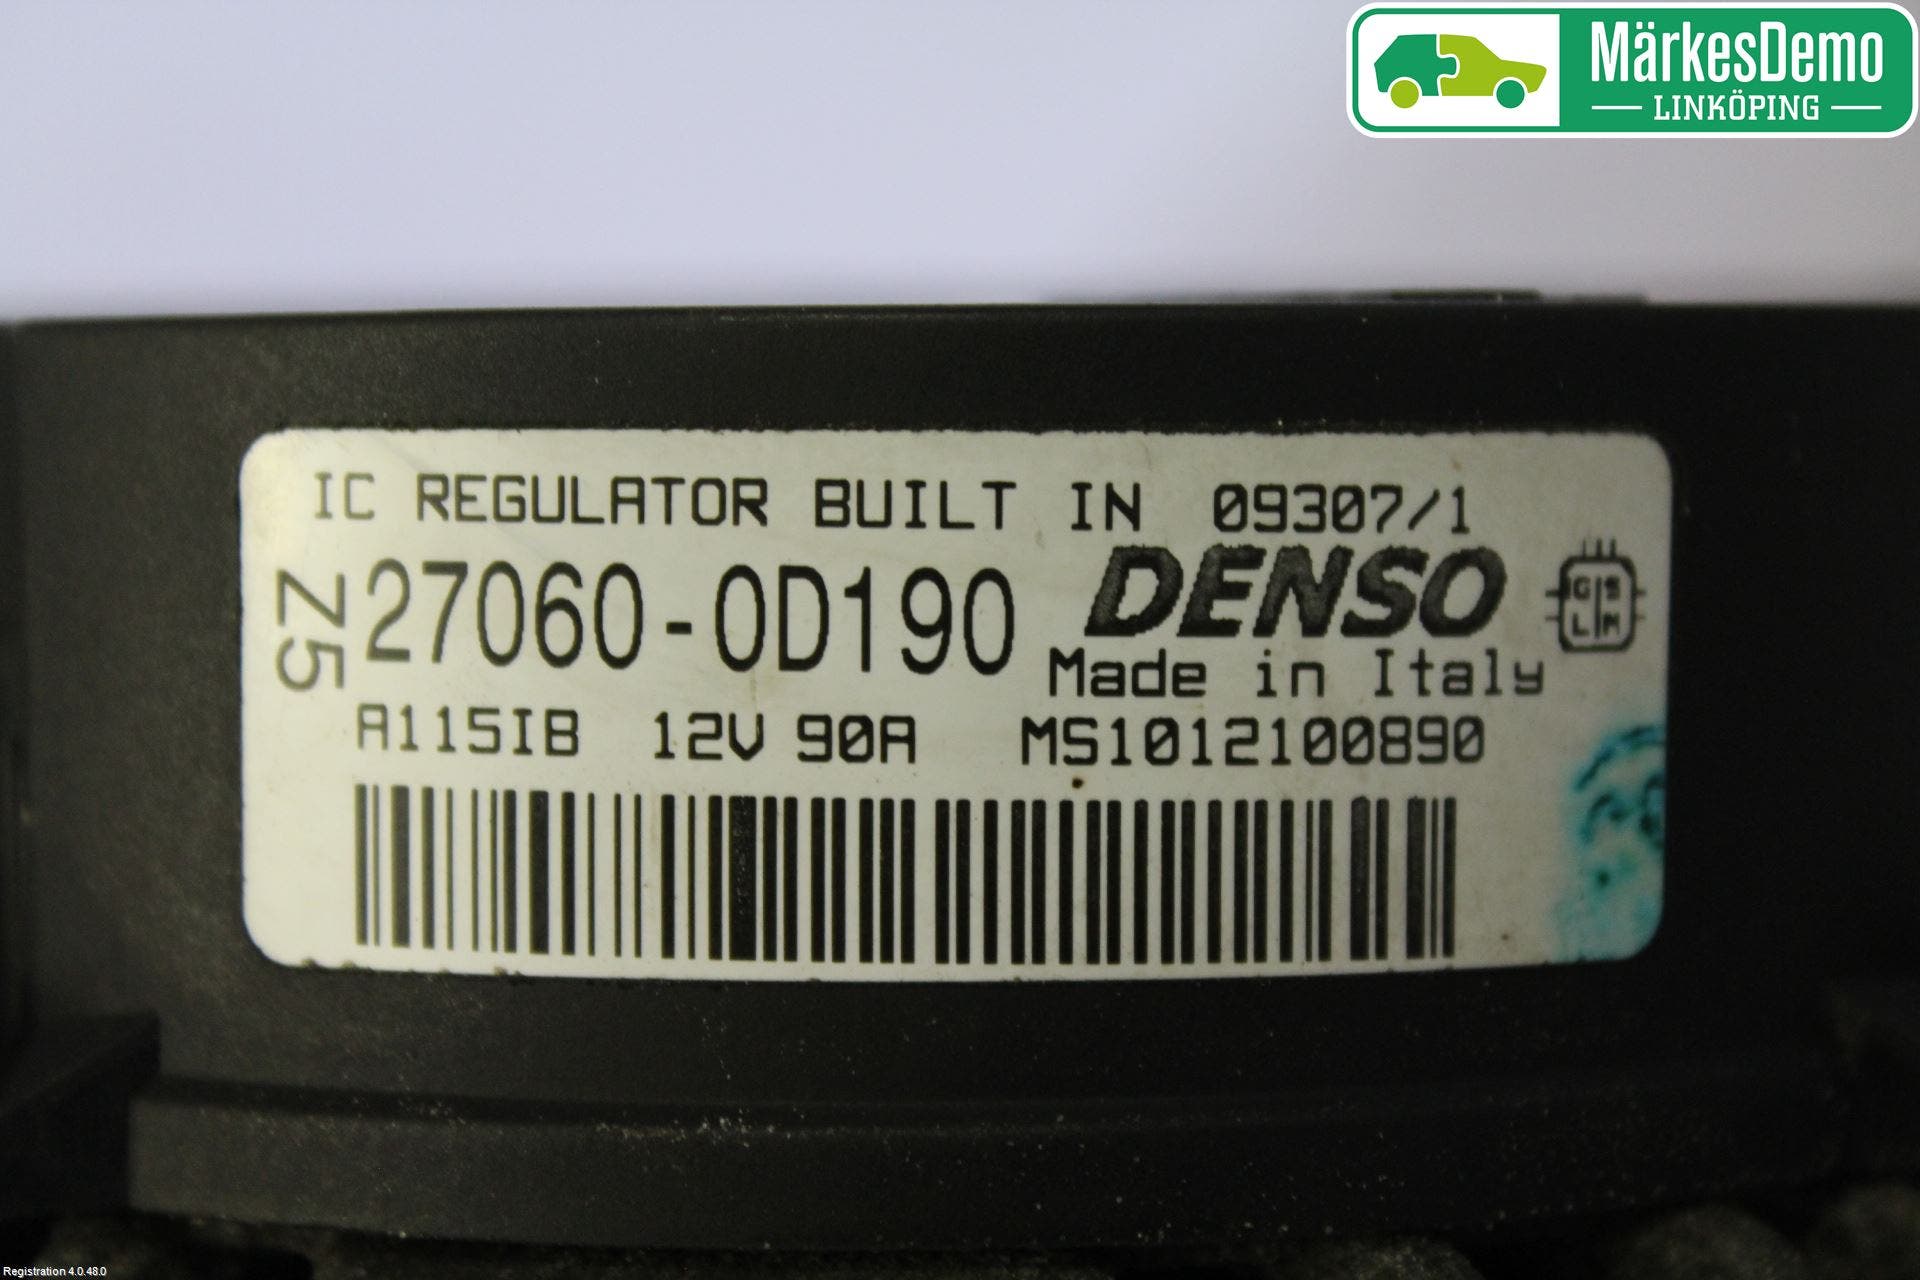 MärkesDemo
LINKÖPING
IC REGULATOR BUILT IN 09307/1
Z5 27060-0D190 DENSO
G S
L M
Made in Italy
A115IB 12V 90A MS1012100890
Registration 4.0.48.0